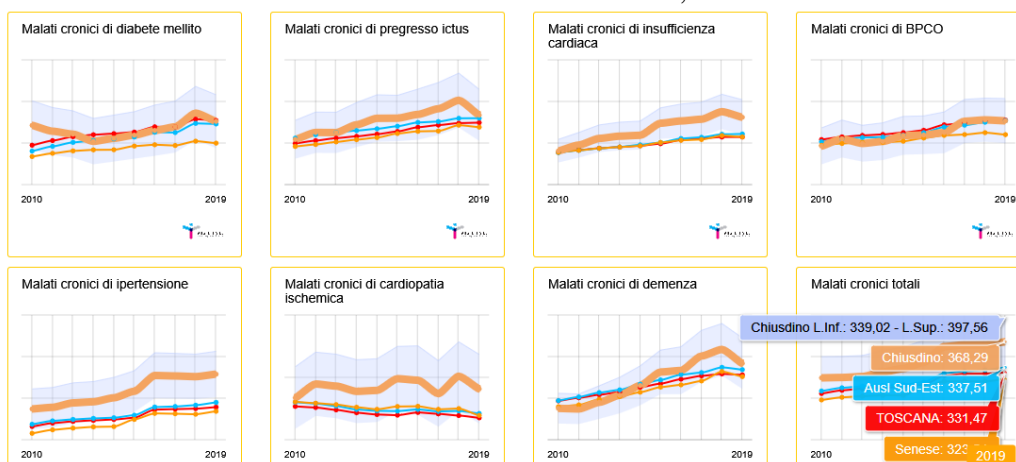 Malati cronici di diabete mellito
2010 2019
Malati cronici di pregresso ictus
2010 2019
Malati cronici di insufficienza
cardiaca
2010 2019
Malati cronici di BPCO
2010 2019
Malati cronici di ipertensione
2010 2019
Malati cronici di cardiopatia
ischemica
2010 2019
Malati cronici di demenza
2010 2019
Malati cronici totali
Chiusdino L.Inf.: 339,02 - L.Sup.: 397,56
Chiusdino: 368,29
Ausl Sud-Est: 337,51
TOSCANA: 331,47
Senese:
2010 2019